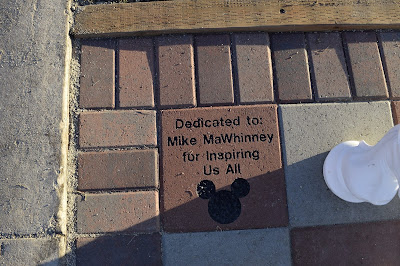 Dedicated to:
Mike MaWhinney
for Inspiring
Us All